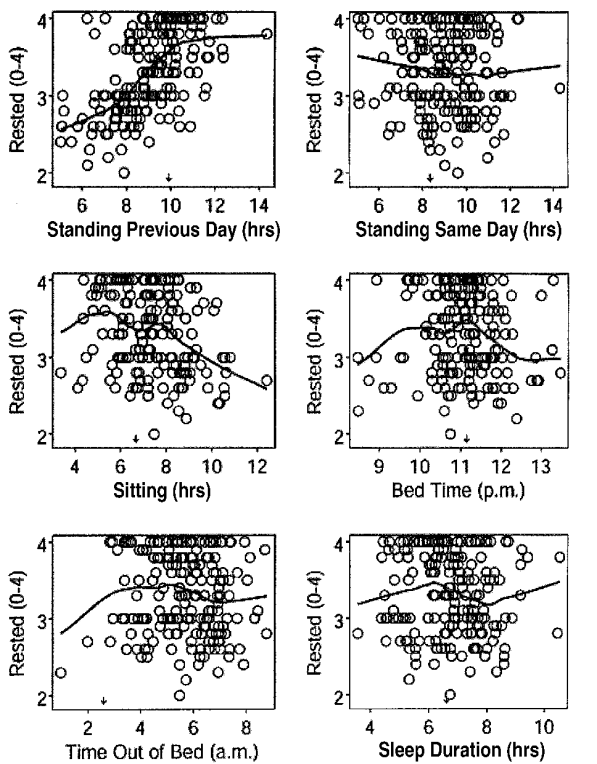 4
3
2
Rested (0-4)
6 8 10 12 14
Standing Previous Day (hrs)
4
3
2
Rested (0-4)
6 8 10 12 14
Standing Same Day (hrs)
4
3
2
Rested (0-4)
4 6 8 10 12
Sitting (hrs)
4
3
2
Rested (0-4)
9 10 11 12 13
Bed Time (p.m.)
4
3
2
Rested (0-4)
2 4 6 8
Time Out of Bed (a.m.)
4
3
2
Rested (0-4)
4 6 8 10
Sleep Duration (hrs)